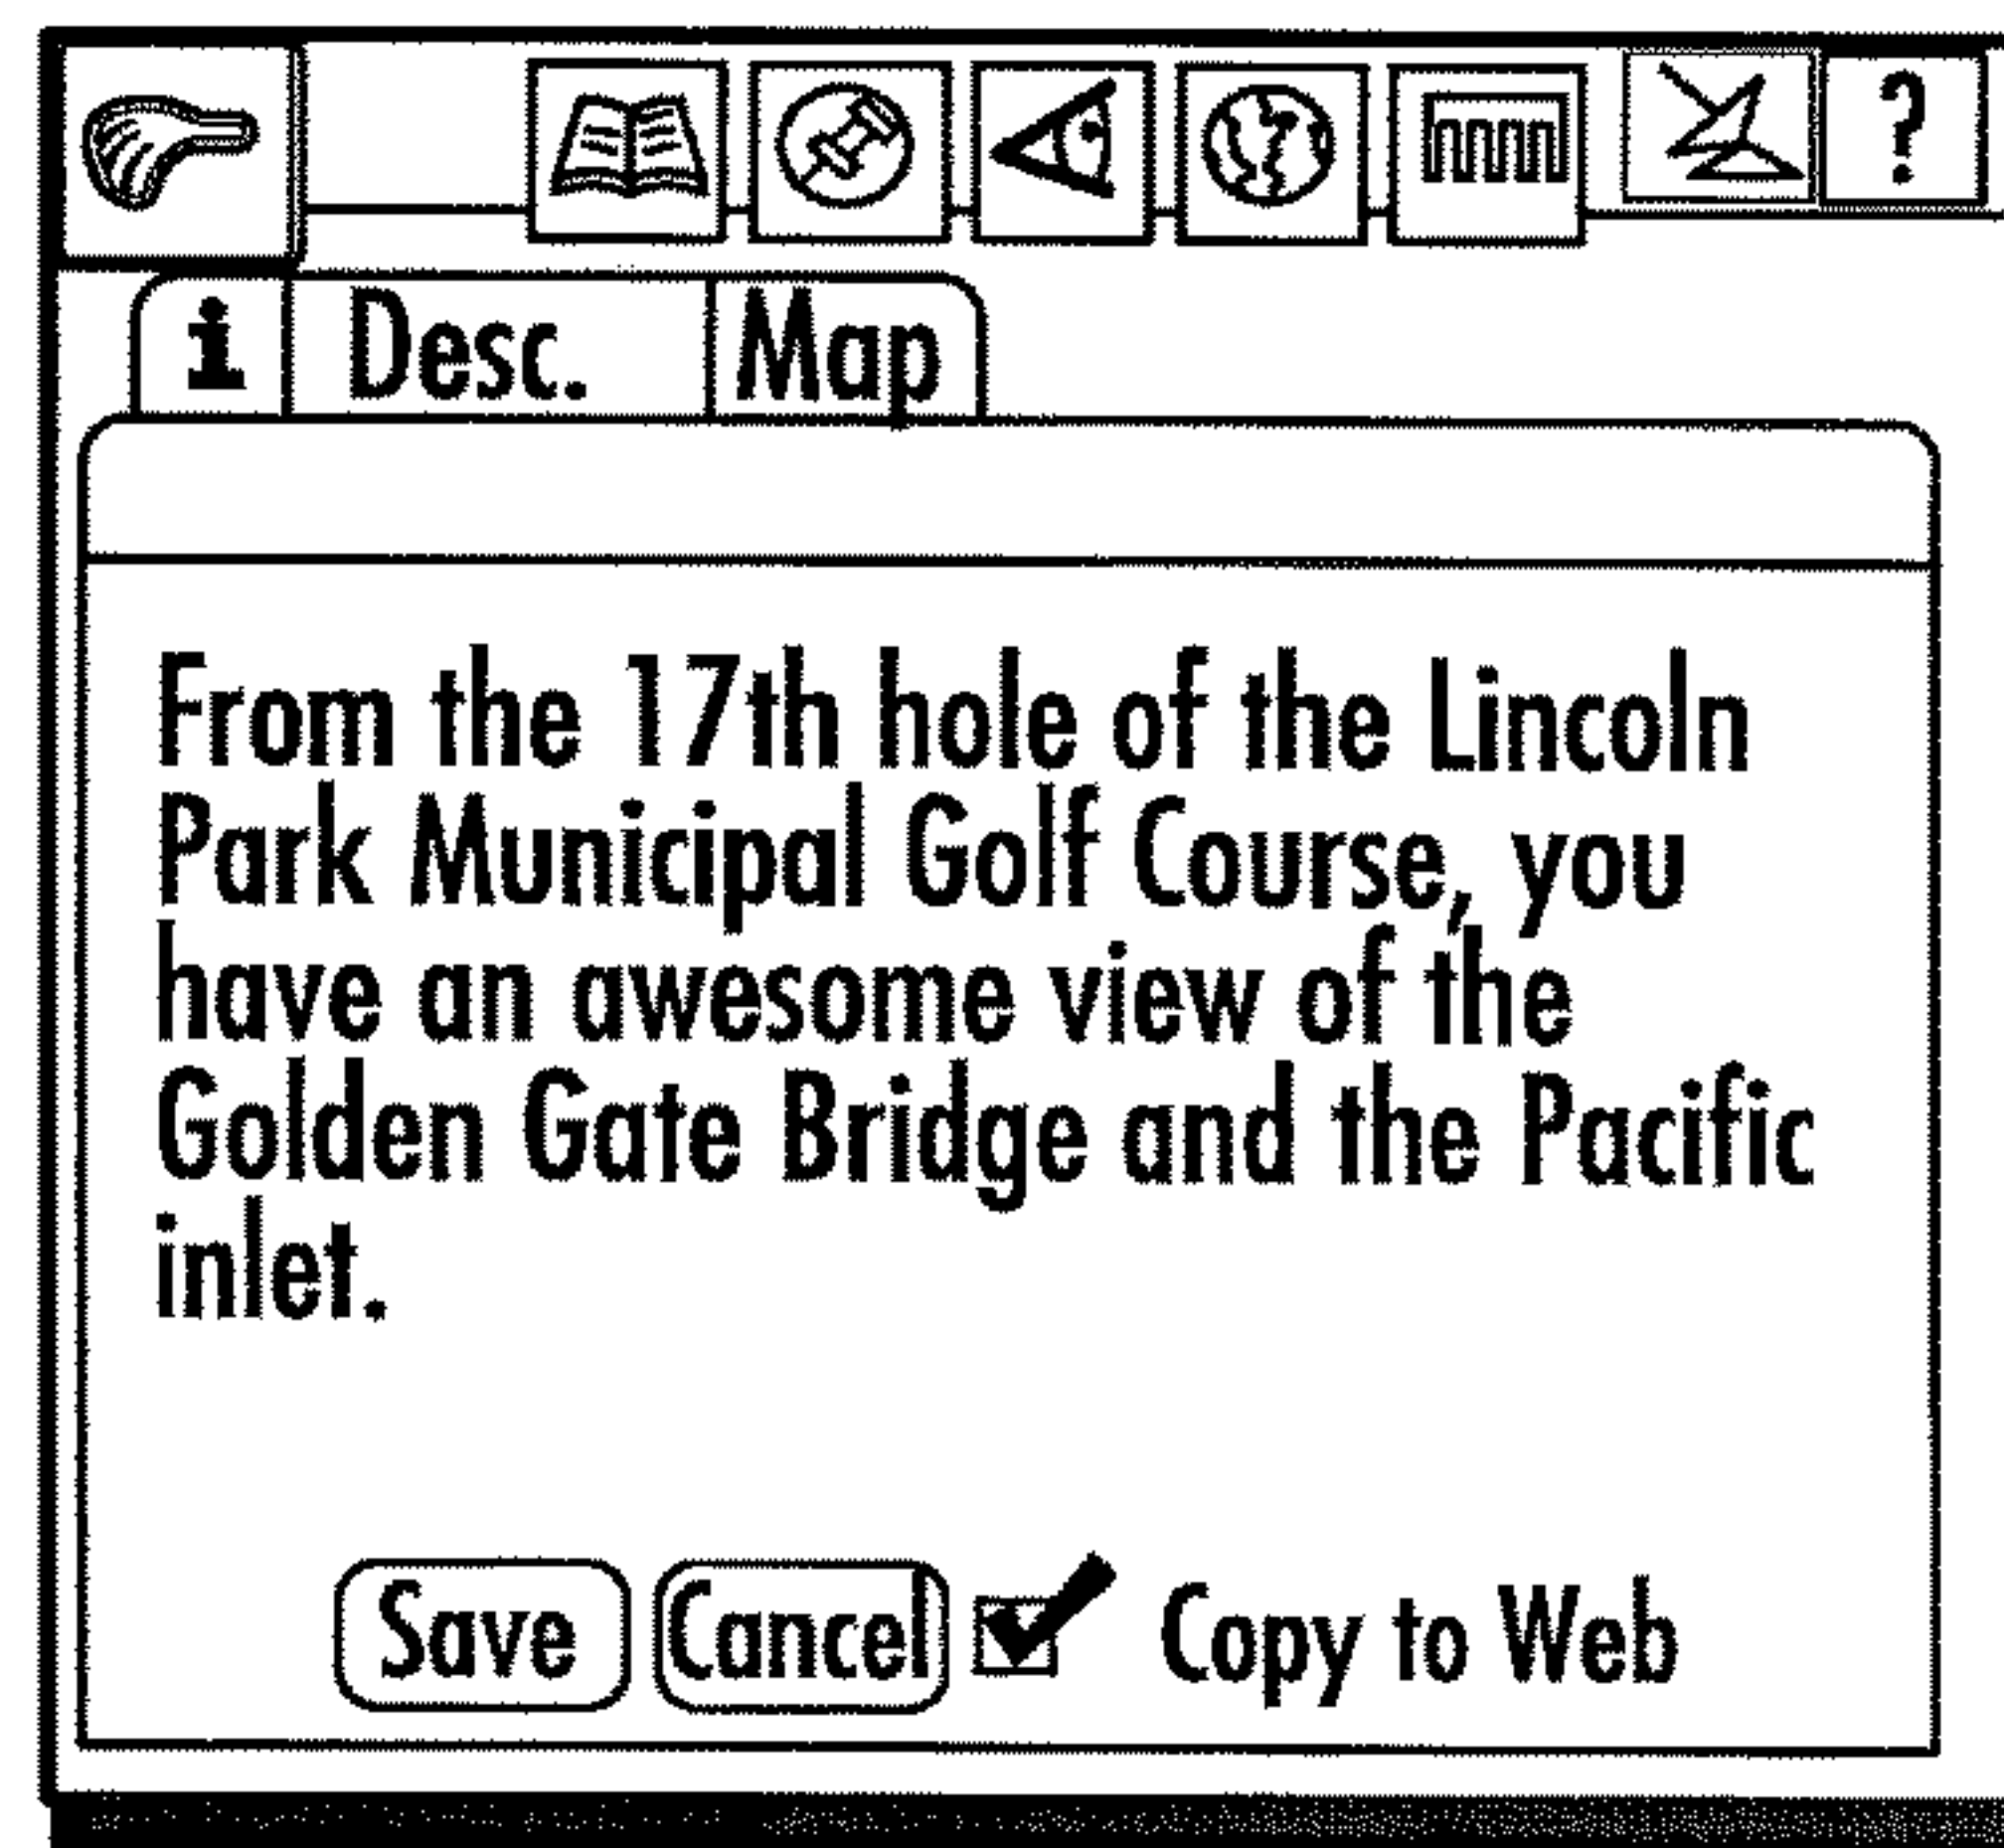 ?
i Desc. Map
From the 17th hole of the Lincoln
Park Municipal Golf Course, you
have an awesome view of the
Golden Gate Bridge and the Pacific
inlet.
Save Cancel Copy to Web